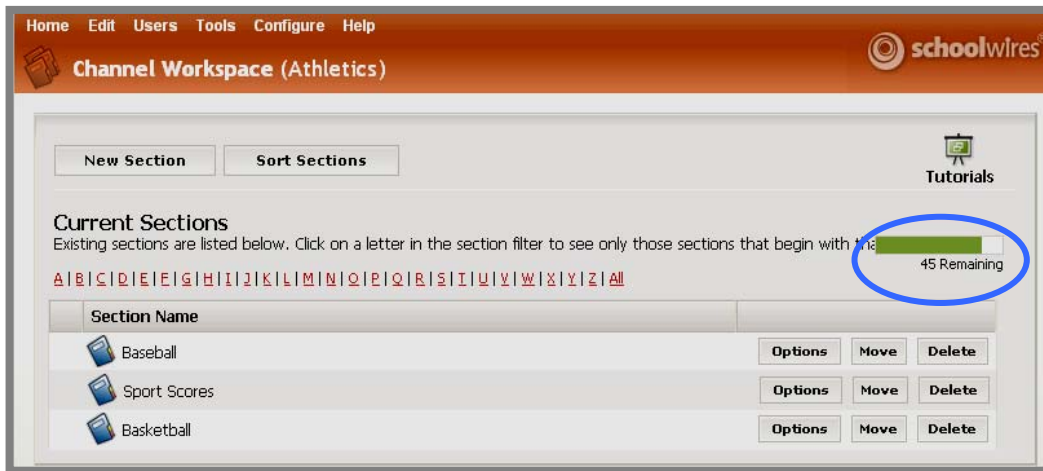 Home Edit Users Tools Configure Help
Channel Workspace (Athletics)
schoolwires®
New Section Sort Sections
Tutorials
Current Sections
Existing sections are listed below. Click on a letter in the section filter to see only those sections that begin with
45 Remaining
A | B | C | D | E | F | G | H | I | J | K | L | M | N | O | P | Q | R | S | T | U | V | W | X | Y | Z | All
Section Name
Baseball Options Move Delete
Sport Scores Options Move Delete
Basketball Options Move Delete